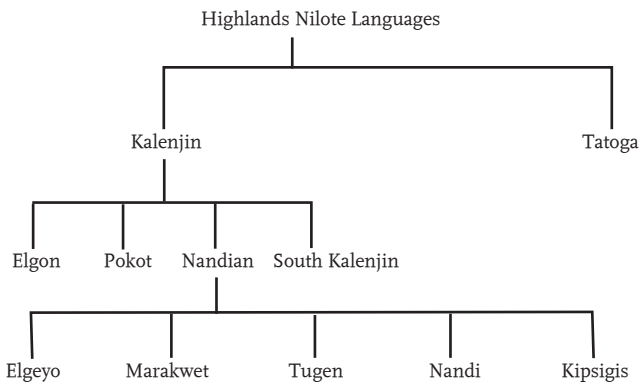 Highlands Nilote Languages
Kalenjin Tatoga
Elgon Pokot Nandian South Kalenjin
Elgeyo Marakwet Tugen Nandi Kipsigis